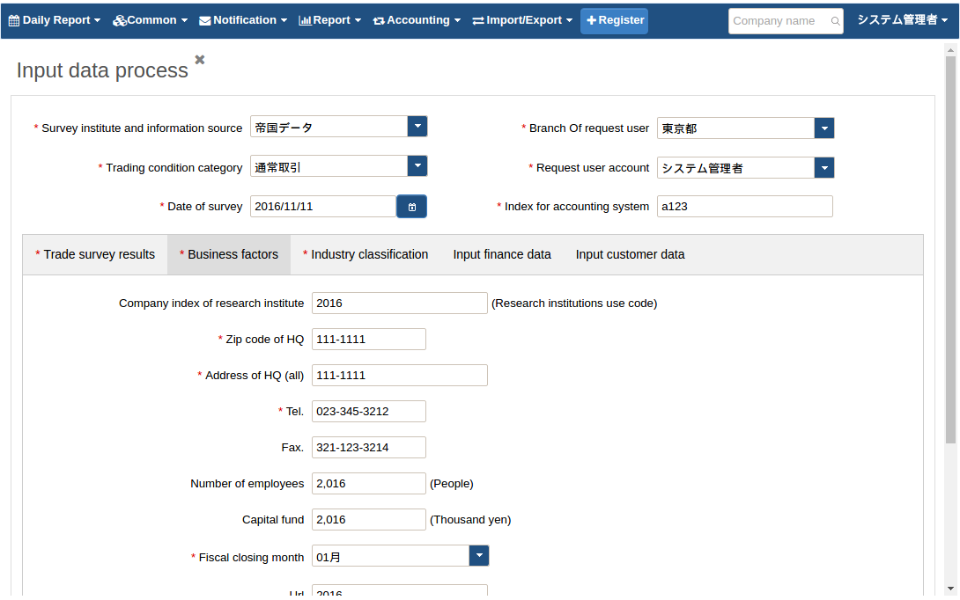 Daily Report Common Notification Report Accounting Import/Export Register Company name システム管理者
Input data process
* Survey institute and information source 帝国データ * Branch Of request user 東京都
* Trading condition category 通常取引 * Request user account システム管理者
* Date of survey 2016/11/11 * Index for accounting system a123
* Trade survey results * Business factors * Industry classification Input finance data Input customer data
Company index of research institute 2016 (Research institutions use code)
* Zip code of HQ 111-1111
* Address of HQ (all) 111-1111
* Tel. 023-345-3212
Fax. 321-123-3214
Number of employees 2,016 (People)
Capital fund 2,016 (Thousand yen)
* Fiscal closing month 01月
Url 2016